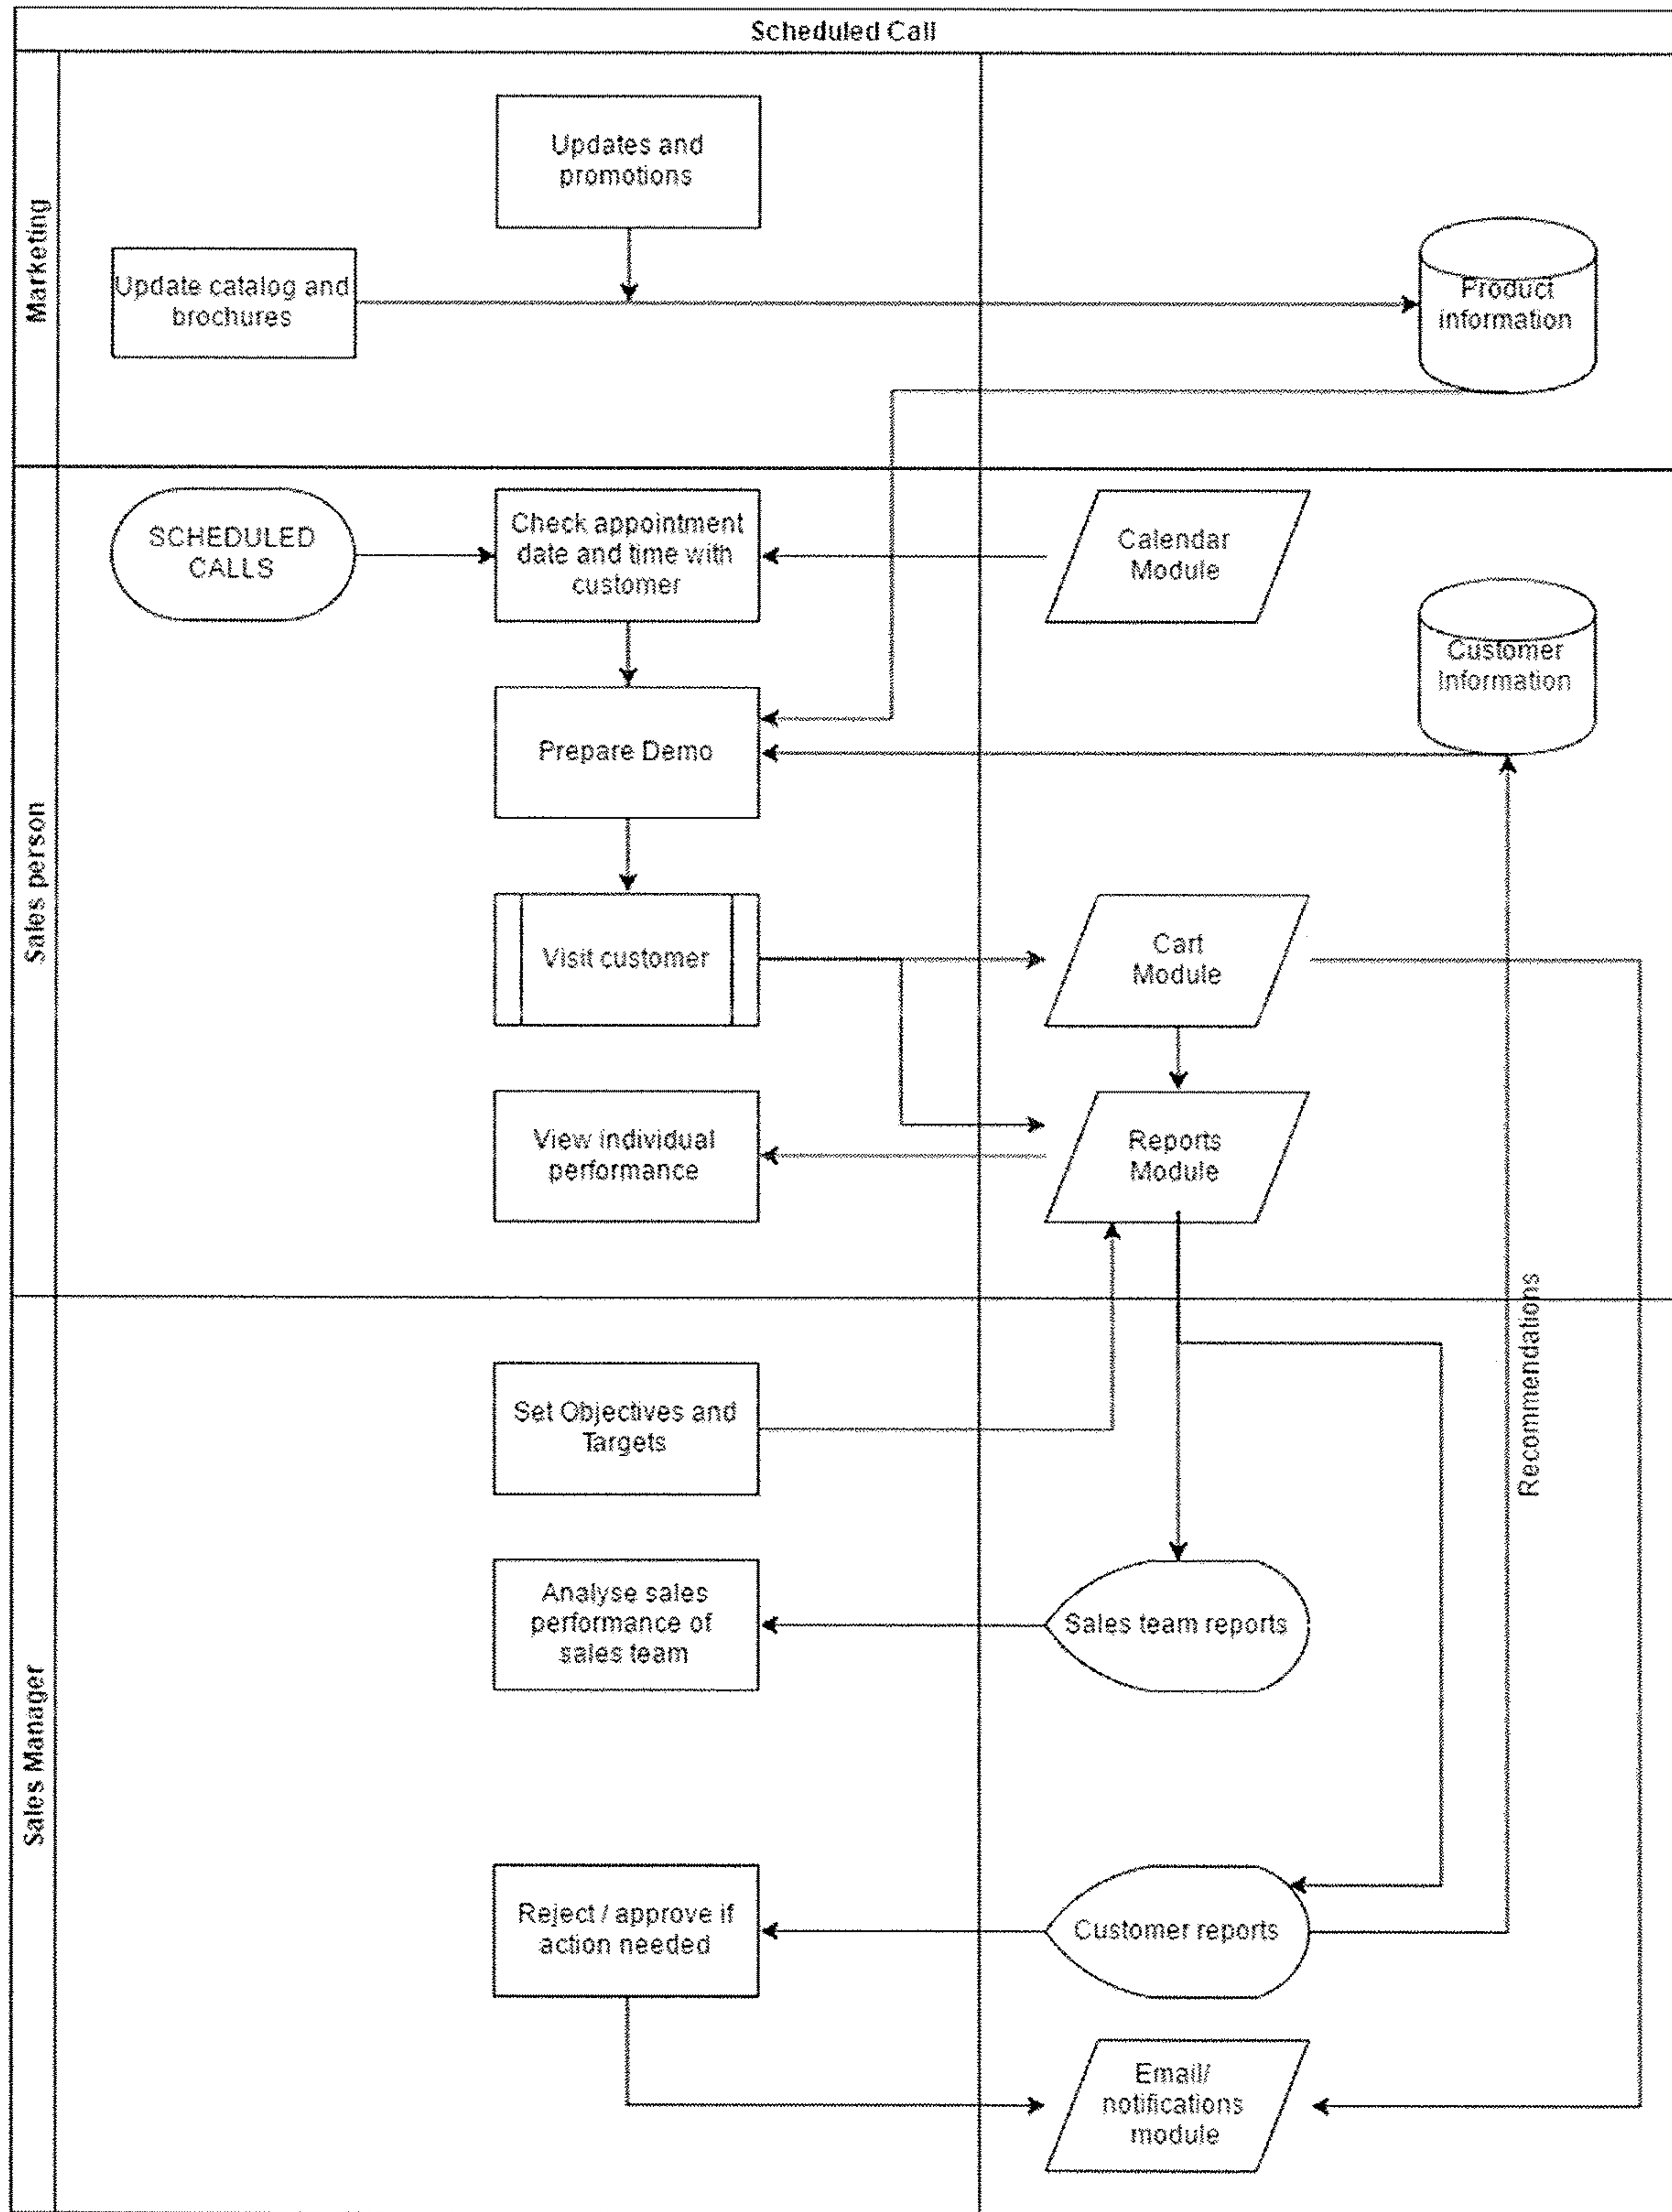 Scheduled Call
Marketing
Updates and
promotions
Update catalog and
brochures
Product
information
Sales person
SCHEDULED
CALLS
Check appointment
date and time with
customer
Calendar
Module
Customer
Information
Prepare Demo
Visit customer
Cart
Module
View individual
performance
Reports
Module
Recommendations
Sales Manager
Set Objectives and
Targets
Analyse sales
performance of
sales team
Sales team reports
Reject / approve if
action needed
Customer reports
Email/
notifications
module